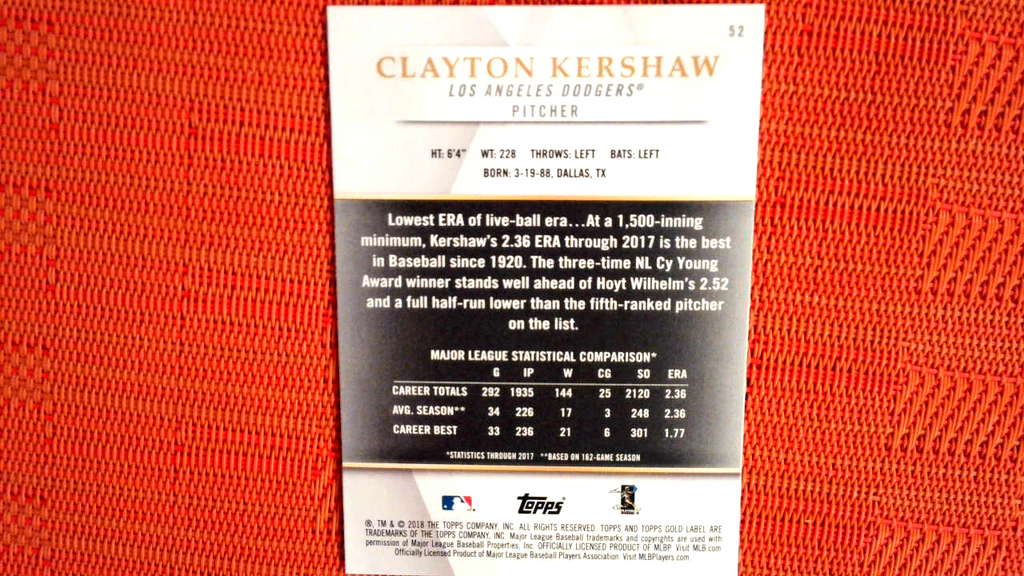 52
CLAYTON KERSHAW
LOS ANGELES DODGERS®
PITCHER
HT: 6'4" WT: 228 THROWS: LEFT BATS: LEFT
BORN: 3-19-88, DALLAS, TX
Lowest ERA of live-ball era...At a 1,500-inning
minimum, Kershaw's 2.36 ERA through 2017 is the best
in Baseball since 1920. The three-time NL Cy Young
Award winner stands well ahead of Hoyt Wilhelm's 2.52
and a full half-run lower than the fifth-ranked pitcher
on the list.
MAJOR LEAGUE STATISTICAL COMPARISON*
G IP W CG SO ERA
CAREER TOTALS 292 1935 144 25 2120 2.36
AVG. SEASON** 34 226 17 3 248 2.36
CAREER BEST 33 236 21 6 301 1.77
*STATISTICS THROUGH 2017 **BASED ON 162-GAME SEASON
Topps®
®, TM & © 2018 THE TOPPS COMPANY, INC. ALL RIGHTS RESERVED. TOPPS AND TOPPS GOLD LABEL ARE
TRADEMARKS OF THE TOPPS COMPANY, INC. Major League Baseball trademarks and copyrights are used with
permission of Major League Baseball Properties, Inc. OFFICIALLY LICENSED PRODUCT OF MLBP Visit MLB.com
Officially Licensed Product of Major League Baseball Players Association Visit MLBPlayers.com